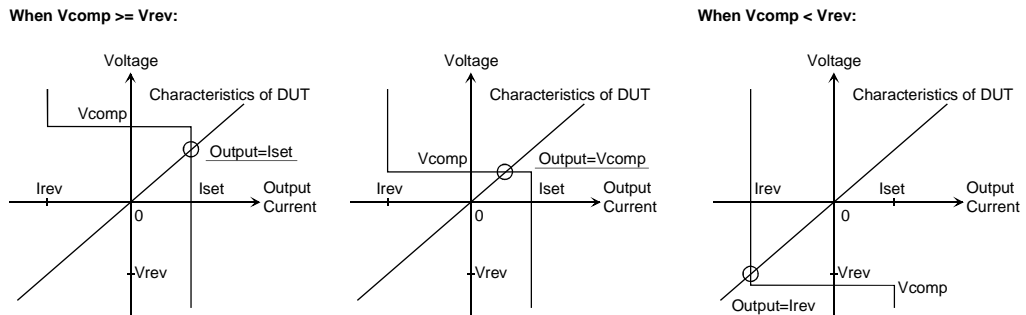 When Vcomp >= Vrev:
Voltage
Characteristics of DUT
Vcomp
Output=Iset
Irev
Iset
Output
Current
0
Vrev
Voltage
Characteristics of DUT
Vcomp
Output=Vcomp
Irev
Iset
Output
Current
0
Vrev
When Vcomp < Vrev:
Voltage
Characteristics of DUT
Irev
Iset
Output
Current
0
Vrev
Vcomp
Output=Irev